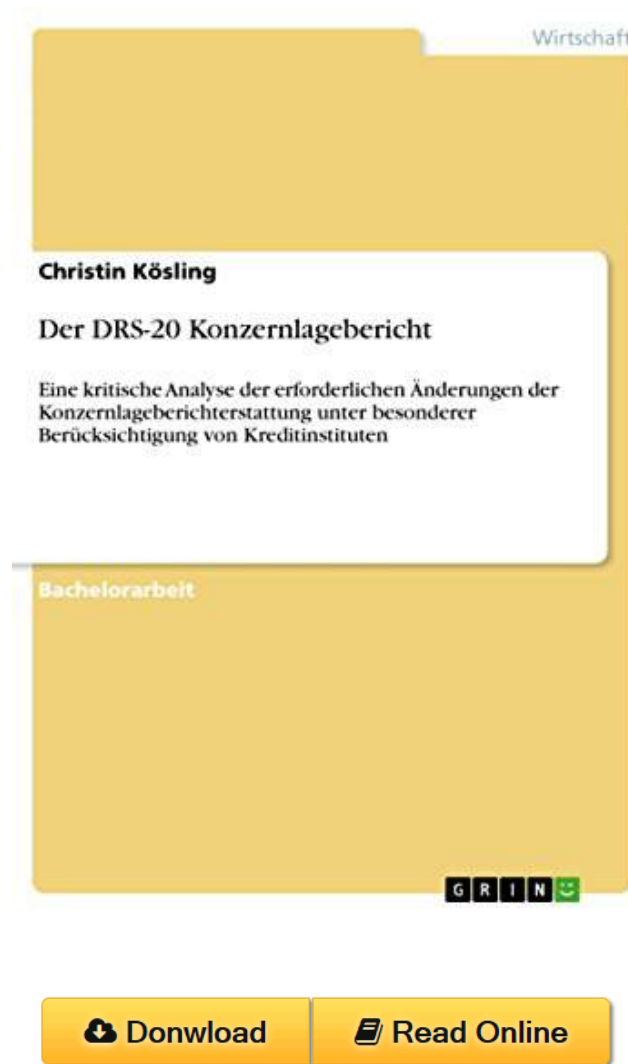 Wirtschaft
Christin Kösling
Der DRS-20 Konzernlagebericht
Eine kritische Analyse der erforderlichen Änderungen der
Konzernlageberichterstattung unter besonderer
Berücksichtigung von Kreditinstituten
Bachelorarbeit
GRIN
Donwload Read Online